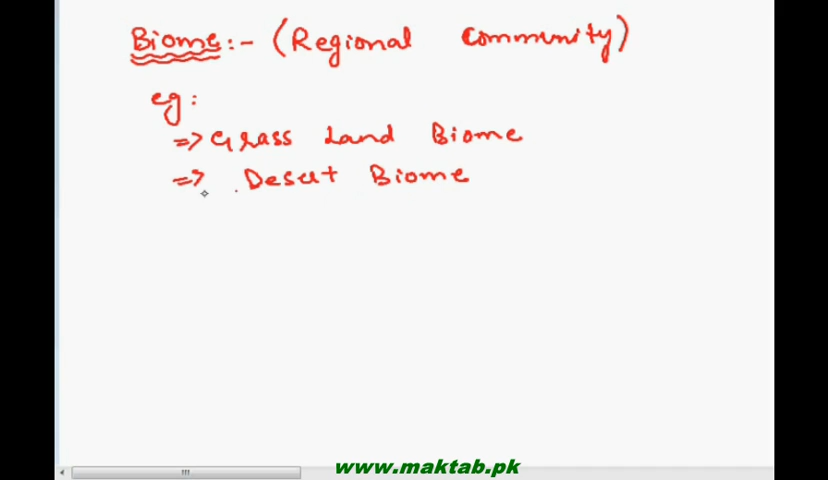 Biome:- (Regional Community)
eg:
=> Grass Land Biome
=> Desert Biome
www.maktab.pk